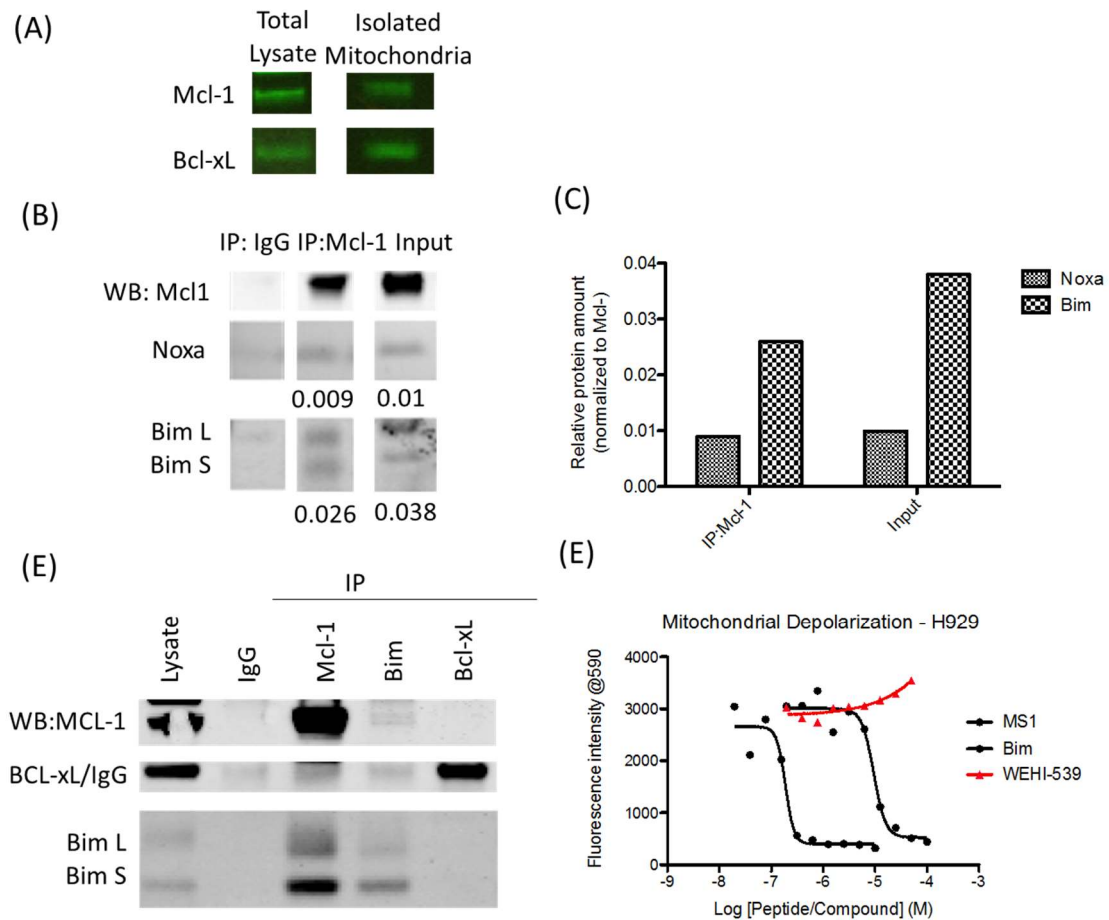 (A)
Total
Lysate
Isolated
Mitochondria
Mcl-1
Bcl-xL
(B)
IP: IgG IP:Mcl-1 Input
WB: Mcl1
Noxa
0.009 0.01
Bim L
Bim S
0.026 0.038
(C)
0.04
0.03
0.02
0.01
0.00
Relative protein amount
(normalized to Mcl-)
IP:Mcl-1
Input
Noxa
Bim
(E)
IP
Lysate
IgG
Mcl-1
Bim
Bcl-xL
WB:MCL-1
BCL-xL/IgG
Bim L
Bim S
(E)
Mitochondrial Depolarization - H929
Fluorescence intensity @590
4000
3000
2000
1000
0
-9 -8 -7 -6 -5 -4 -3
Log [Peptide/Compound] (M)
MS1
Bim
WEHI-539